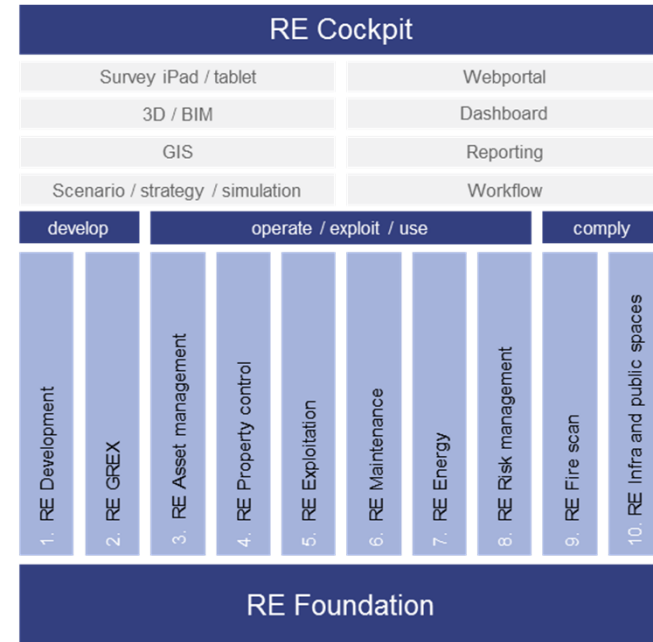 RE Cockpit
Survey iPad / tablet
Webportal
3D / BIM
Dashboard
GIS
Reporting
Scenario / strategy / simulation
Workflow
develop
operate / exploit / use
comply
1. RE Development
2. RE GREX
3. RE Asset management
4. RE Property control
5. RE Exploitation
6. RE Maintenance
7. RE Energy
8. RE Risk management
9. RE Fire scan
10. RE Infra and public spaces
RE Foundation